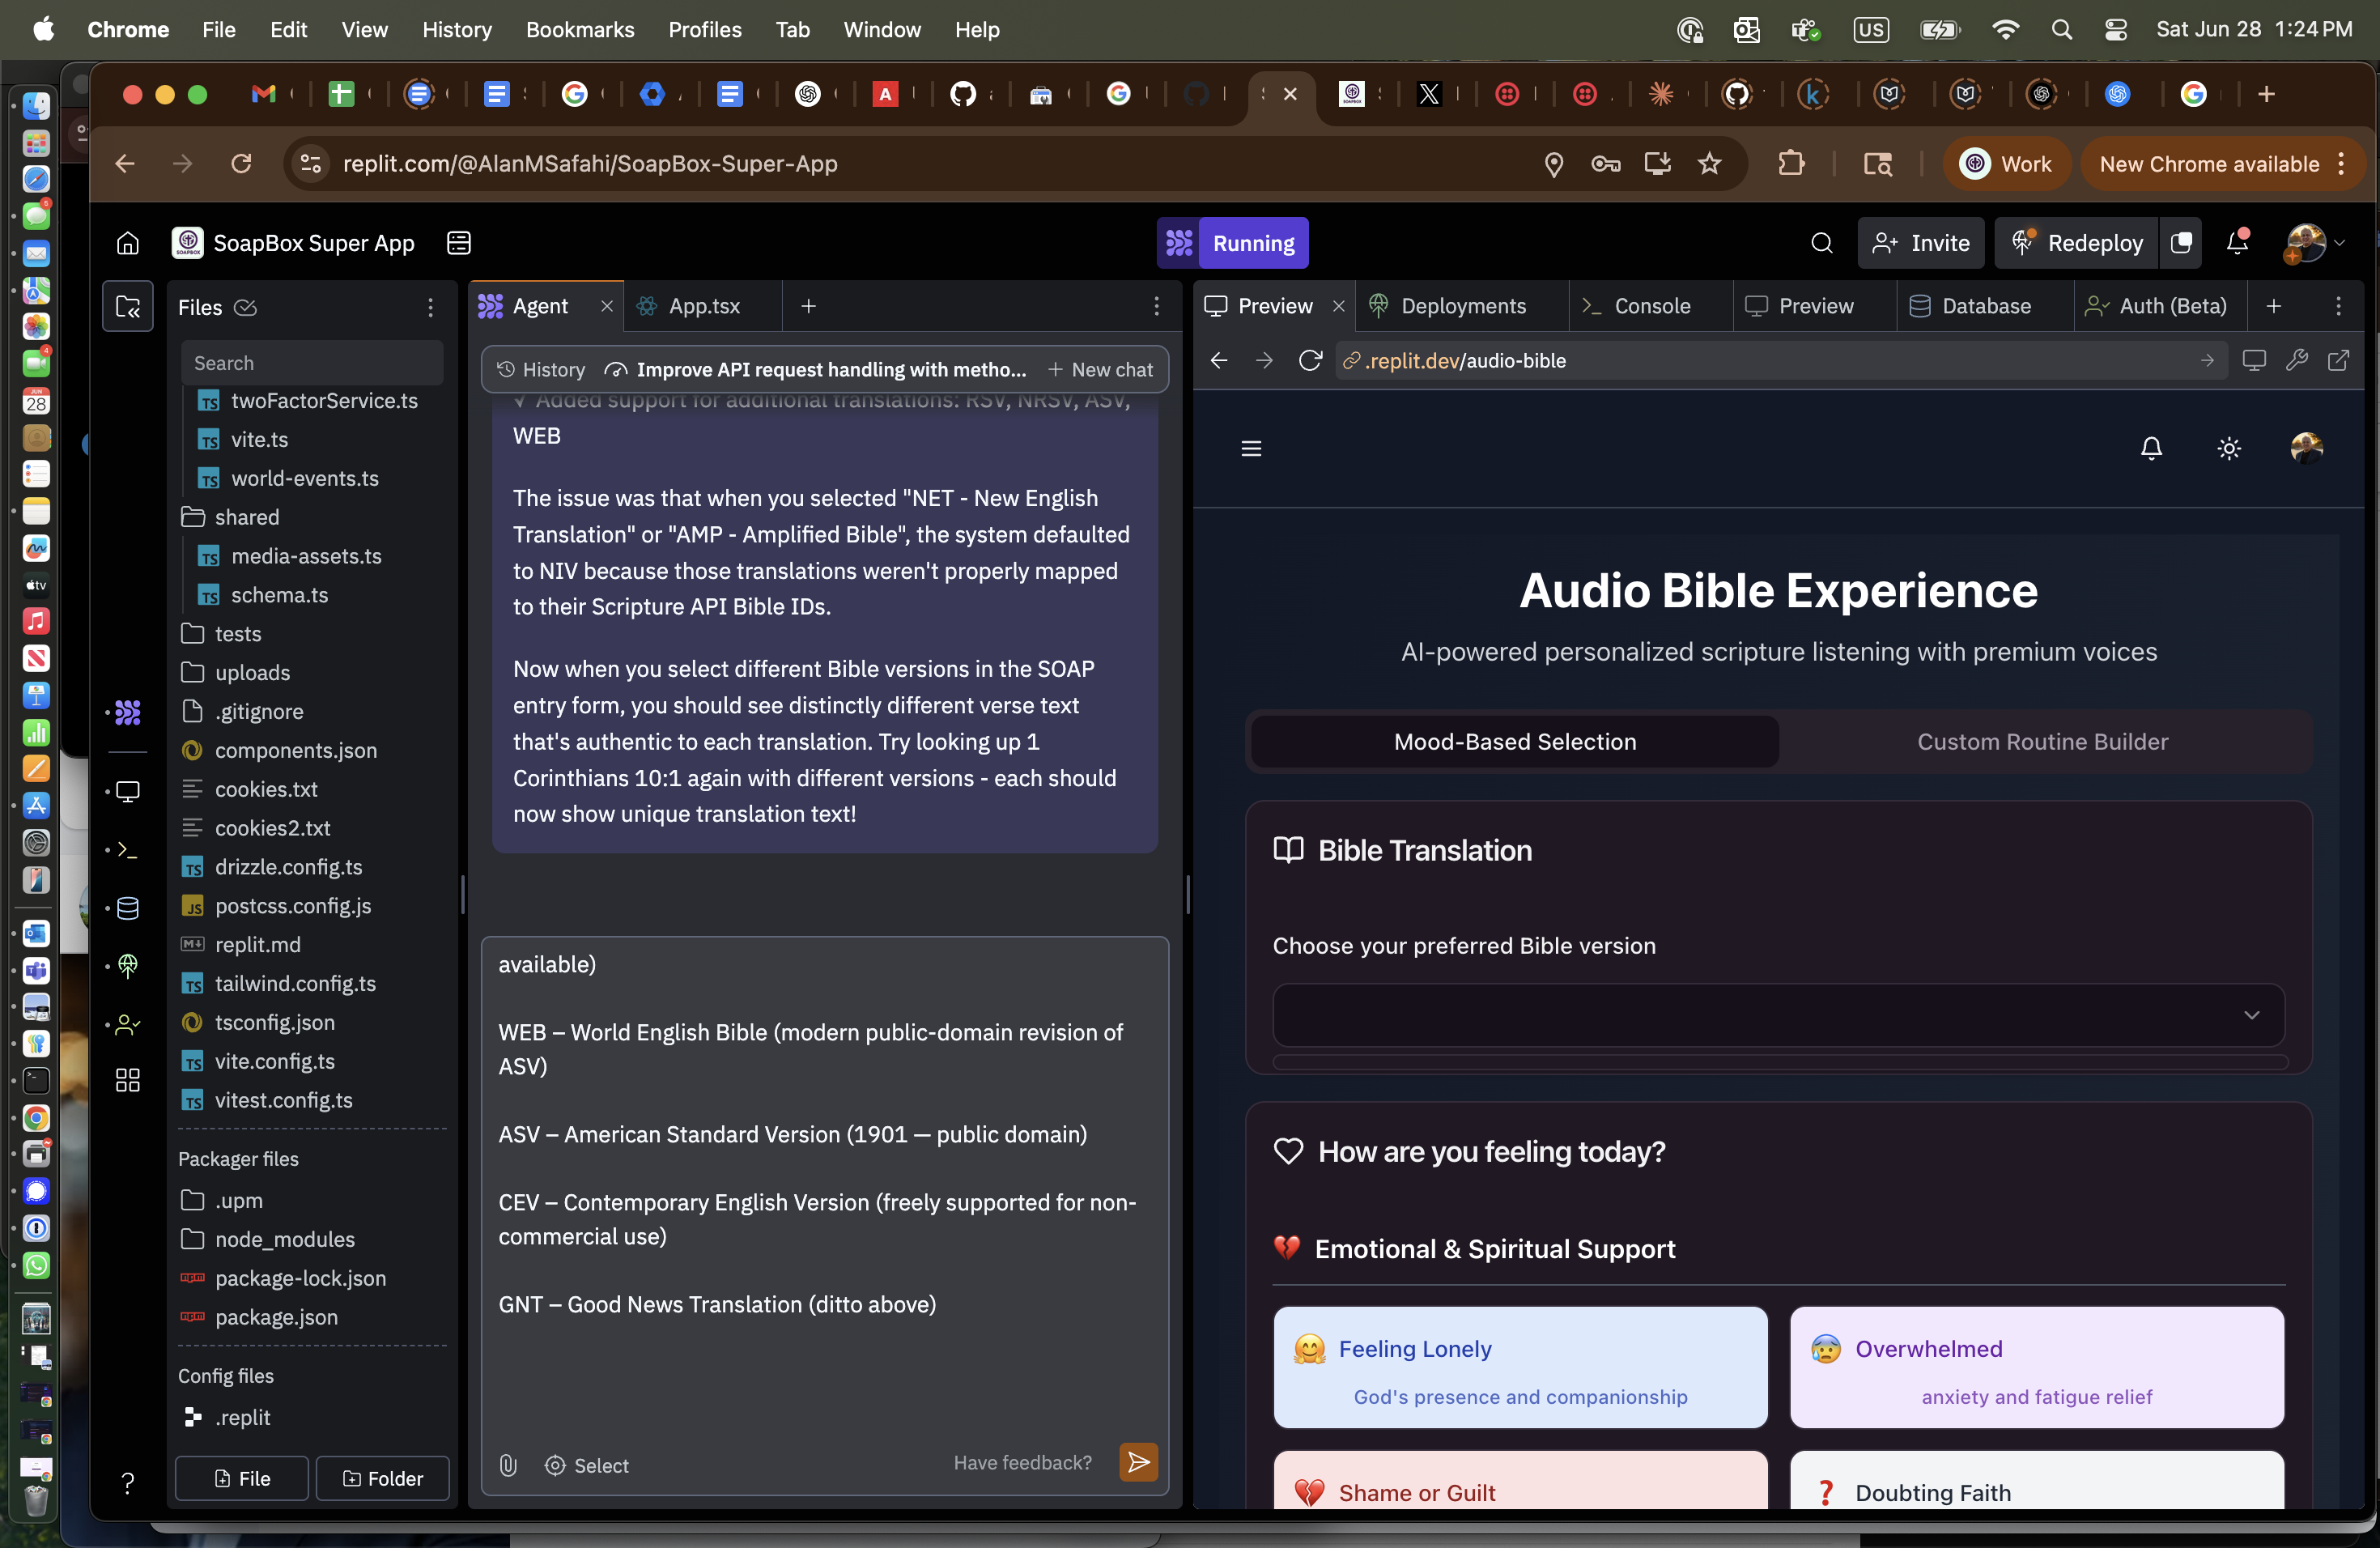 Chrome File Edit View History Bookmarks Profiles Tab Window Help
US
Sat Jun 28 1:24 PM
replit.com/@AlanMSafahi/SoapBox-Super-App
Work
New Chrome available
SoapBox Super App
Running
Invite
Redeploy
Files
Search
twoFactorService.ts
vite.ts
world-events.ts
shared
media-assets.ts
schema.ts
tests
uploads
.gitignore
components.json
cookies.txt
cookies2.txt
drizzle.config.ts
postcss.config.js
replit.md
tailwind.config.ts
tsconfig.json
vite.config.ts
vitest.config.ts
Packager files
.upm
node_modules
package-lock.json
package.json
Config files
.replit
File
Folder
Agent
App.tsx
History
Improve API request handling with metho...
New chat
✓ Added support for additional translations: RSV, NRSV, ASV,
WEB
The issue was that when you selected "NET - New English
Translation" or "AMP - Amplified Bible", the system defaulted
to NIV because those translations weren't properly mapped
to their Scripture API Bible IDs.
Now when you select different Bible versions in the SOAP
entry form, you should see distinctly different verse text
that's authentic to each translation. Try looking up 1
Corinthians 10:1 again with different versions - each should
now show unique translation text!
available)
WEB – World English Bible (modern public-domain revision of
ASV)
ASV – American Standard Version (1901 — public domain)
CEV – Contemporary English Version (freely supported for non-
commercial use)
GNT – Good News Translation (ditto above)
Select
Have feedback?
Preview
Deployments
Console
Preview
Database
Auth (Beta)
.replit.dev/audio-bible
Audio Bible Experience
AI-powered personalized scripture listening with premium voices
Mood-Based Selection
Custom Routine Builder
Bible Translation
Choose your preferred Bible version
How are you feeling today?
Emotional & Spiritual Support
Feeling Lonely
God's presence and companionship
Overwhelmed
anxiety and fatigue relief
Shame or Guilt
Doubting Faith